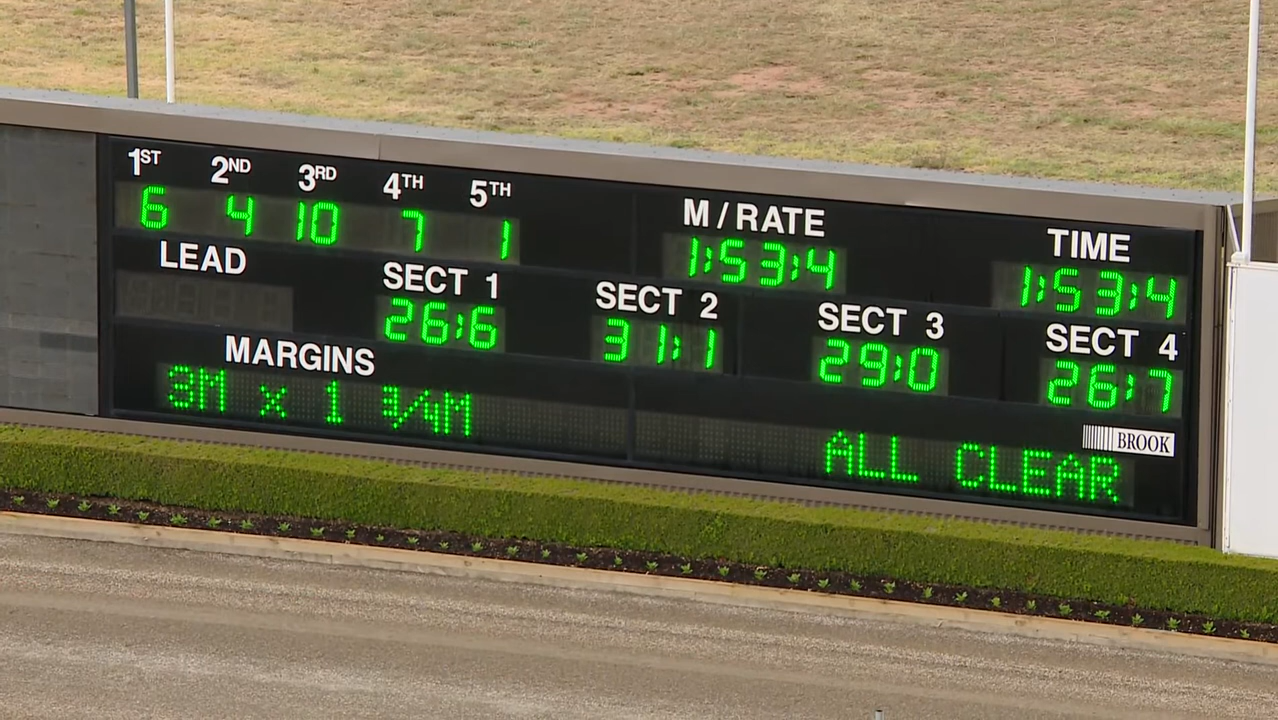 1ST 2ND 3RD 4TH 5TH M/RATE TIME
6 4 10 7 1 1:53:4 1:53:4
LEAD SECT 1 SECT 2 SECT 3 SECT 4
26:6 31:1 29:0 26:7
MARGINS
3M x 1 3/4M ALL CLEAR
BROOK